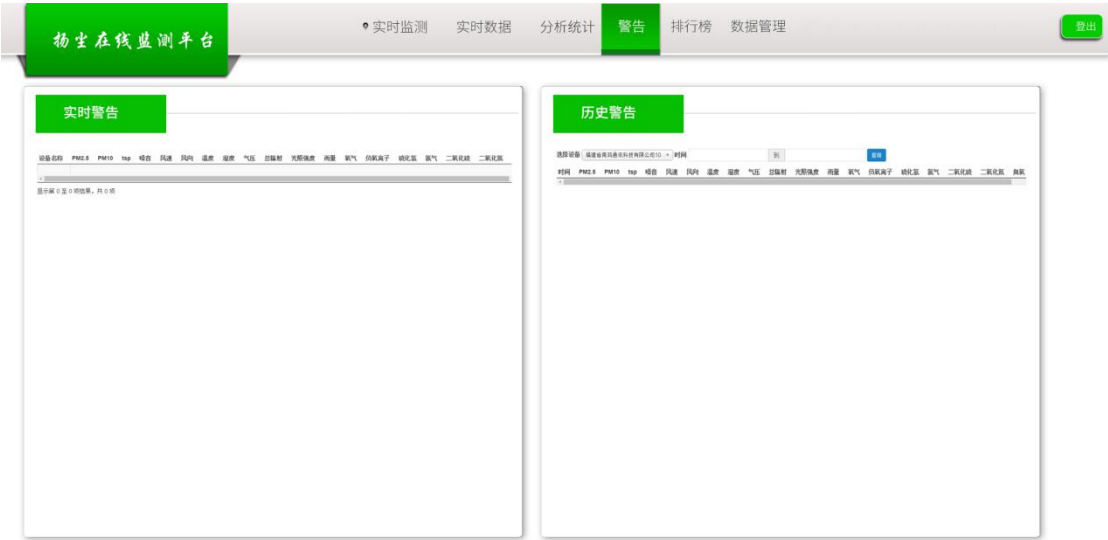 扬尘在线监测平台
实时监测 实时数据 分析统计 警告 排行榜 数据管理
登出
实时警告
设备名称 PM2.5 PM10 tsp 噪音 风速 风向 温度 湿度 气压 总辐射 光照强度 雨量 氧气 负氧离子 硫化氢 氨气 二氧化硫 二氧化氮
显示第 0 至 0 项结果，共 0 项
历史警告
选择设备 时间 到 查询
时间 PM2.5 PM10 tsp 噪音 风速 风向 温度 湿度 气压 总辐射 光照强度 雨量 氧气 负氧离子 硫化氢 氨气 二氧化硫 二氧化氮 臭氧